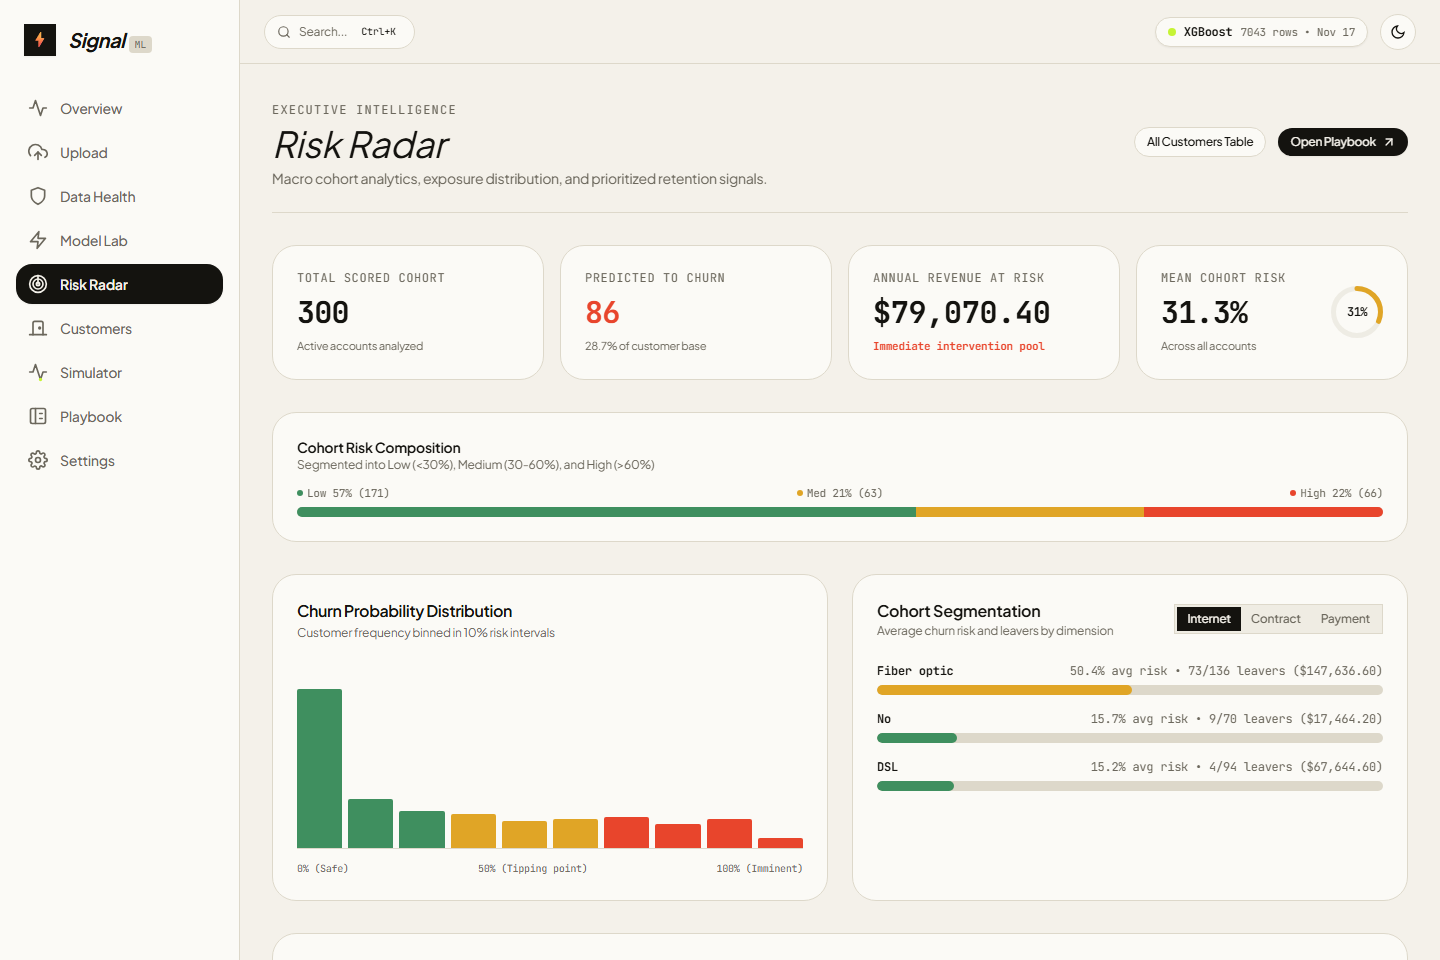 Signal ML
Search... Ctrl+K
XGBoost 7043 rows • Nov 17
Overview
Upload
Data Health
Model Lab
Risk Radar
Customers
Simulator
Playbook
Settings
EXECUTIVE INTELLIGENCE
Risk Radar
Macro cohort analytics, exposure distribution, and prioritized retention signals.
All Customers Table
Open Playbook
TOTAL SCORED COHORT
300
Active accounts analyzed
PREDICTED TO CHURN
86
28.7% of customer base
ANNUAL REVENUE AT RISK
$79,070.40
Immediate intervention pool
MEAN COHORT RISK
31.3%
Across all accounts
31%
Cohort Risk Composition
Segmented into Low (<30%), Medium (30-60%), and High (>60%)
Low 57% (171)
Med 21% (63)
High 22% (66)
Churn Probability Distribution
Customer frequency binned in 10% risk intervals
0% (Safe)
50% (Tipping point)
100% (Imminent)
Cohort Segmentation
Average churn risk and leavers by dimension
Internet
Contract
Payment
Fiber optic 50.4% avg risk • 73/136 leavers ($147,636.60)
No 15.7% avg risk • 9/70 leavers ($17,464.20)
DSL 15.2% avg risk • 4/94 leavers ($67,644.60)